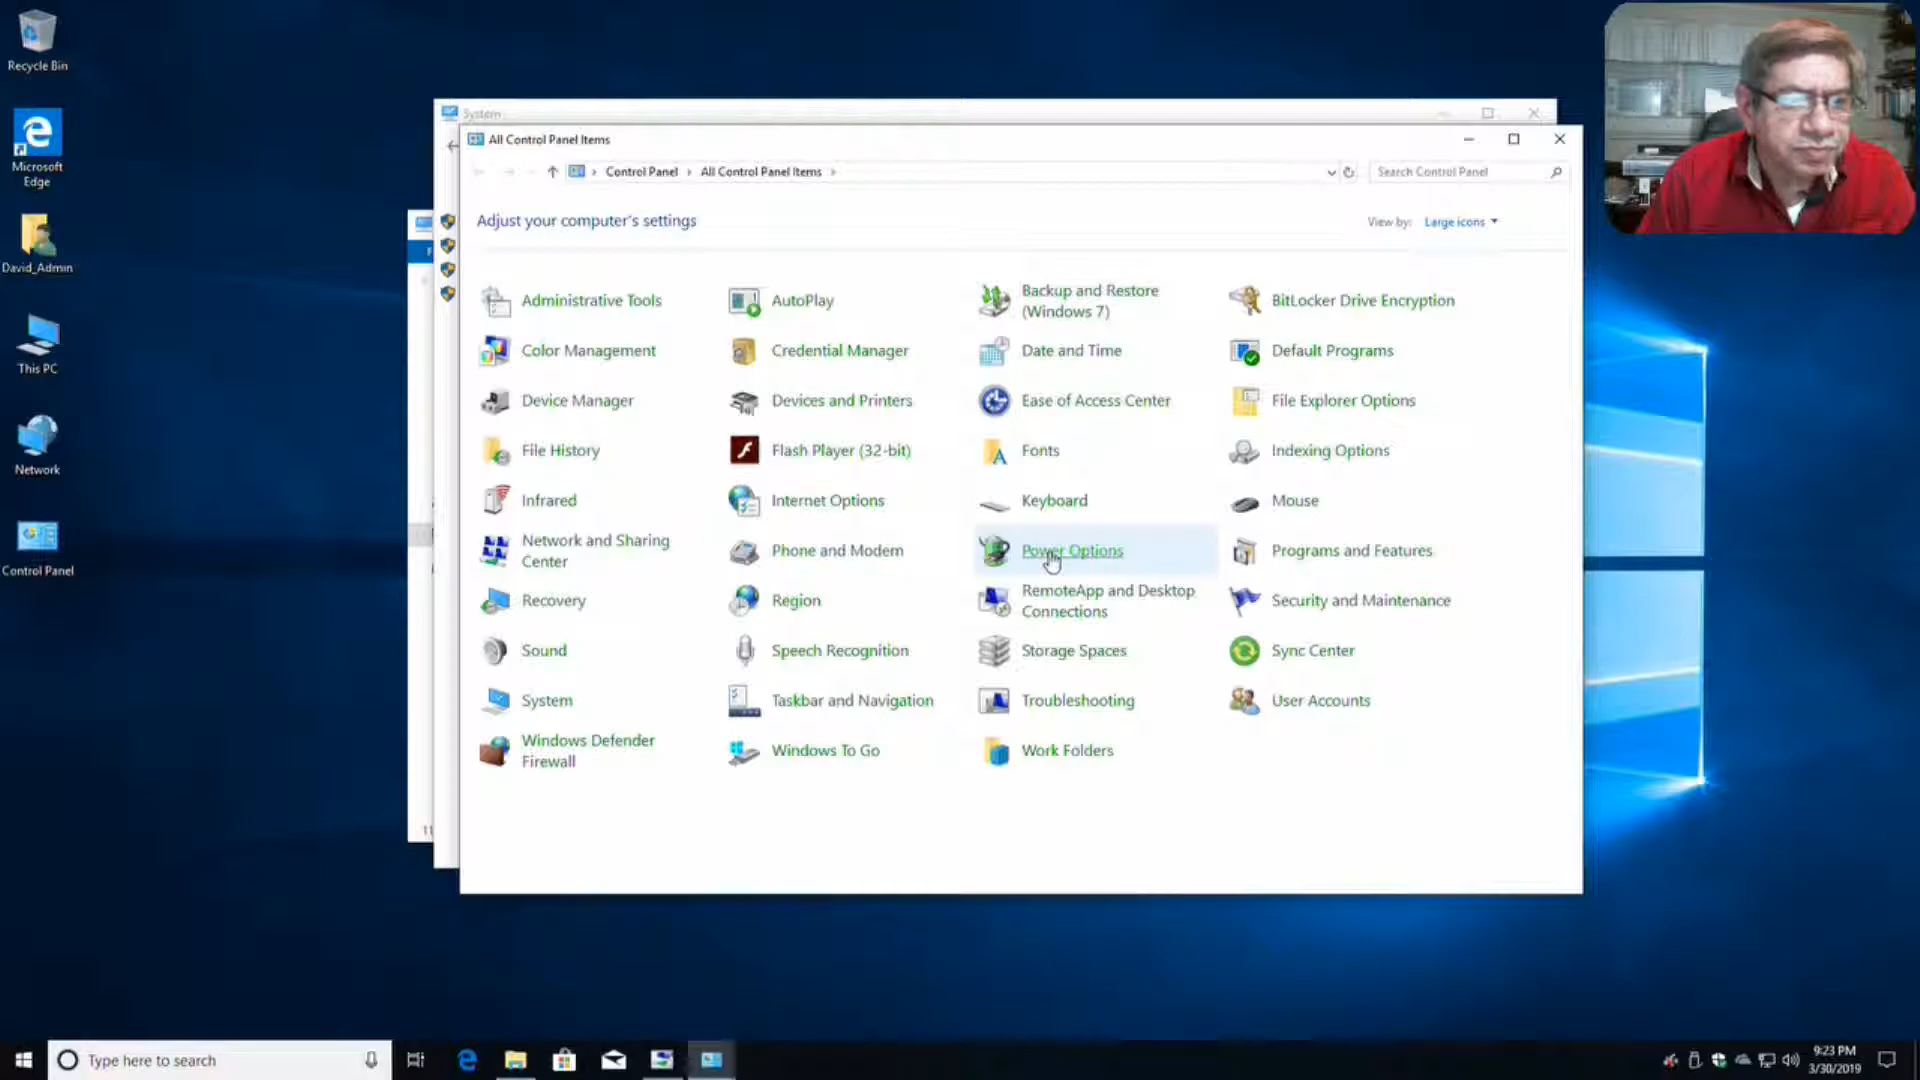 Recycle Bin
Microsoft
Edge
David_Admin
This PC
Network
Control Panel
System
All Control Panel Items
Control Panel
All Control Panel Items
Search Control Panel
Adjust your computer's settings
View by:
Large icons
Administrative Tools
AutoPlay
Backup and Restore
(Windows 7)
BitLocker Drive Encryption
Color Management
Credential Manager
Date and Time
Default Programs
Device Manager
Devices and Printers
Ease of Access Center
File Explorer Options
File History
Flash Player (32-bit)
Fonts
Indexing Options
Infrared
Internet Options
Keyboard
Mouse
Network and Sharing
Center
Phone and Modem
Power Options
Programs and Features
Recovery
Region
RemoteApp and Desktop
Connections
Security and Maintenance
Sound
Speech Recognition
Storage Spaces
Sync Center
System
Taskbar and Navigation
Troubleshooting
User Accounts
Windows Defender
Firewall
Windows To Go
Work Folders
11
Type here to search
9:23 PM
3/30/2019